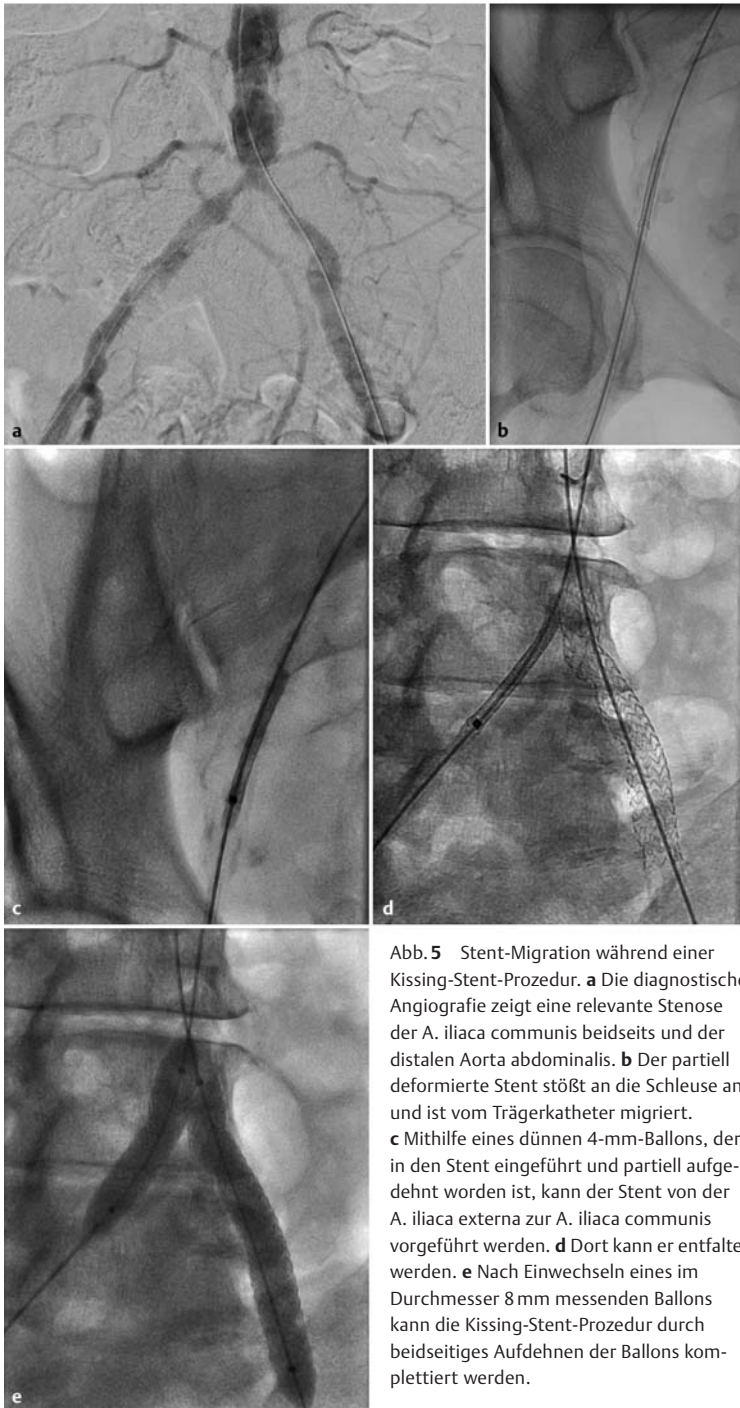 a
b
c
d
e
Abb. 5 Stent-Migration während einer
Kissing-Stent-Prozedur. a Die diagnostische
Angiografie zeigt eine relevante Stenose
der A. iliaca communis beidseits und der
distalen Aorta abdominalis. b Der partiell
deformierte Stent stößt an die Schleuse an
und ist vom Trägerkatheter migriert.
c Mithilfe eines dünnen 4-mm-Ballons, der
in den Stent eingeführt und partiell aufge-
dehnt worden ist, kann der Stent von der
A. iliaca externa zur A. iliaca communis
vorgeführt werden. d Dort kann er entfaltet
werden. e Nach Einwechseln eines im
Durchmesser 8 mm messenden Ballons
kann die Kissing-Stent-Prozedur durch
beidseitiges Aufdehnen der Ballons kom-
plettiert werden.